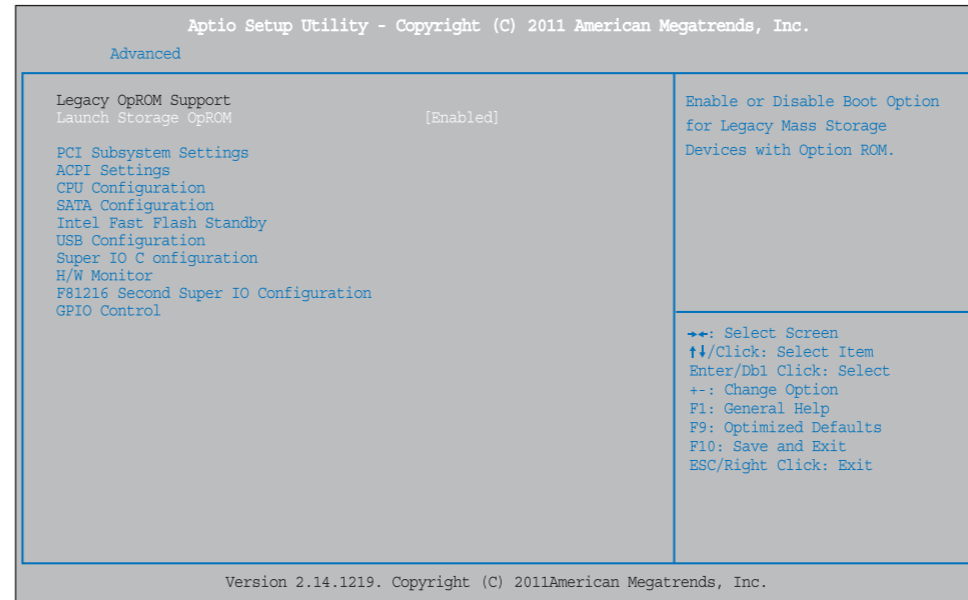 Aptio Setup Utility - Copyright (C) 2011 American Megatrends, Inc.
Advanced
Legacy OpROM Support
Launch Storage OpROM [Enabled]
PCI Subsystem Settings
ACPI Settings
CPU Configuration
SATA Configuration
Intel Fast Flash Standby
USB Configuration
Super IO C onfiguration
H/W Monitor
F81216 Second Super IO Configuration
GPIO Control
Enable or Disable Boot Option
for Legacy Mass Storage
Devices with Option ROM.
→←: Select Screen
↑↓/Click: Select Item
Enter/Db1 Click: Select
+-: Change Option
F1: General Help
F9: Optimized Defaults
F10: Save and Exit
ESC/Right Click: Exit
Version 2.14.1219. Copyright (C) 2011American Megatrends, Inc.